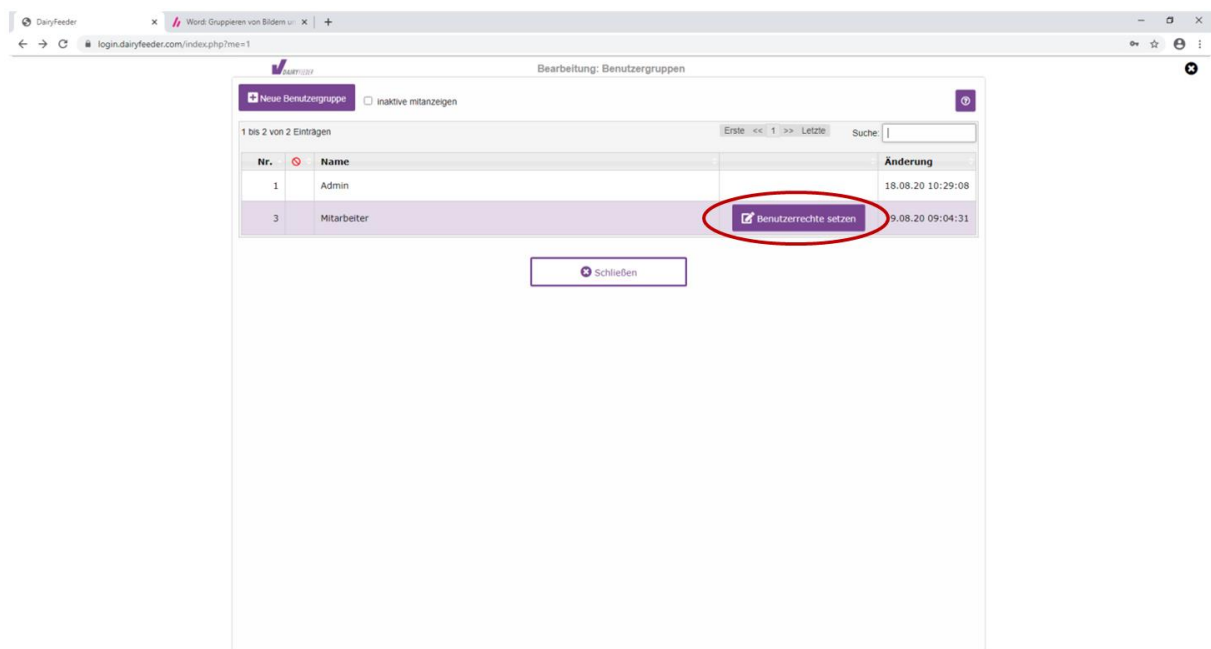 DairyFeeder
Word: Gruppieren von Bildern un
login.dairyfeeder.com/index.php?me=1
DAIRYFEEDER
Bearbeitung: Benutzergruppen
Neue Benutzergruppe
inaktive mitanzeigen
1 bis 2 von 2 Einträgen
Erste << 1 >> Letzte
Suche:
Nr. Name Änderung
1 Admin 18.08.20 10:29:08
3 Mitarbeiter Benutzerrechte setzen 9.08.20 09:04:31
Schließen